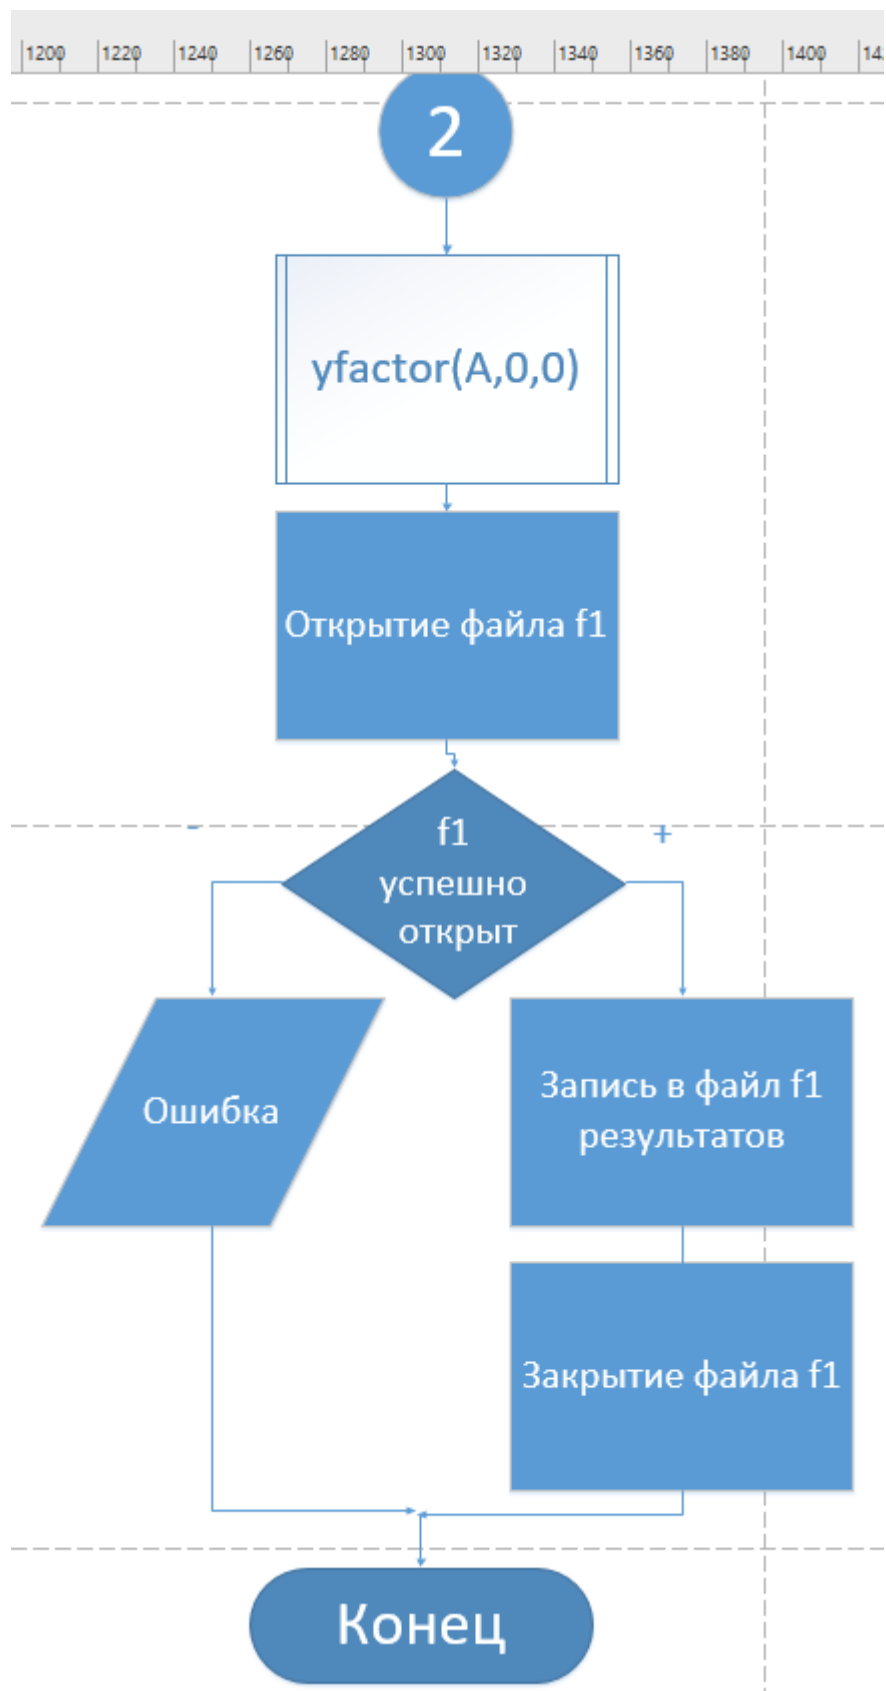 1200 1220 1240 1260 1280 1300 1320 1340 1360 1380 1400
2
yfactor(A,0,0)
Открытие файла f1
- +
f1
успешно
открыт
Ошибка
Запись в файл f1
результатов
Закрытие файла f1
Конец